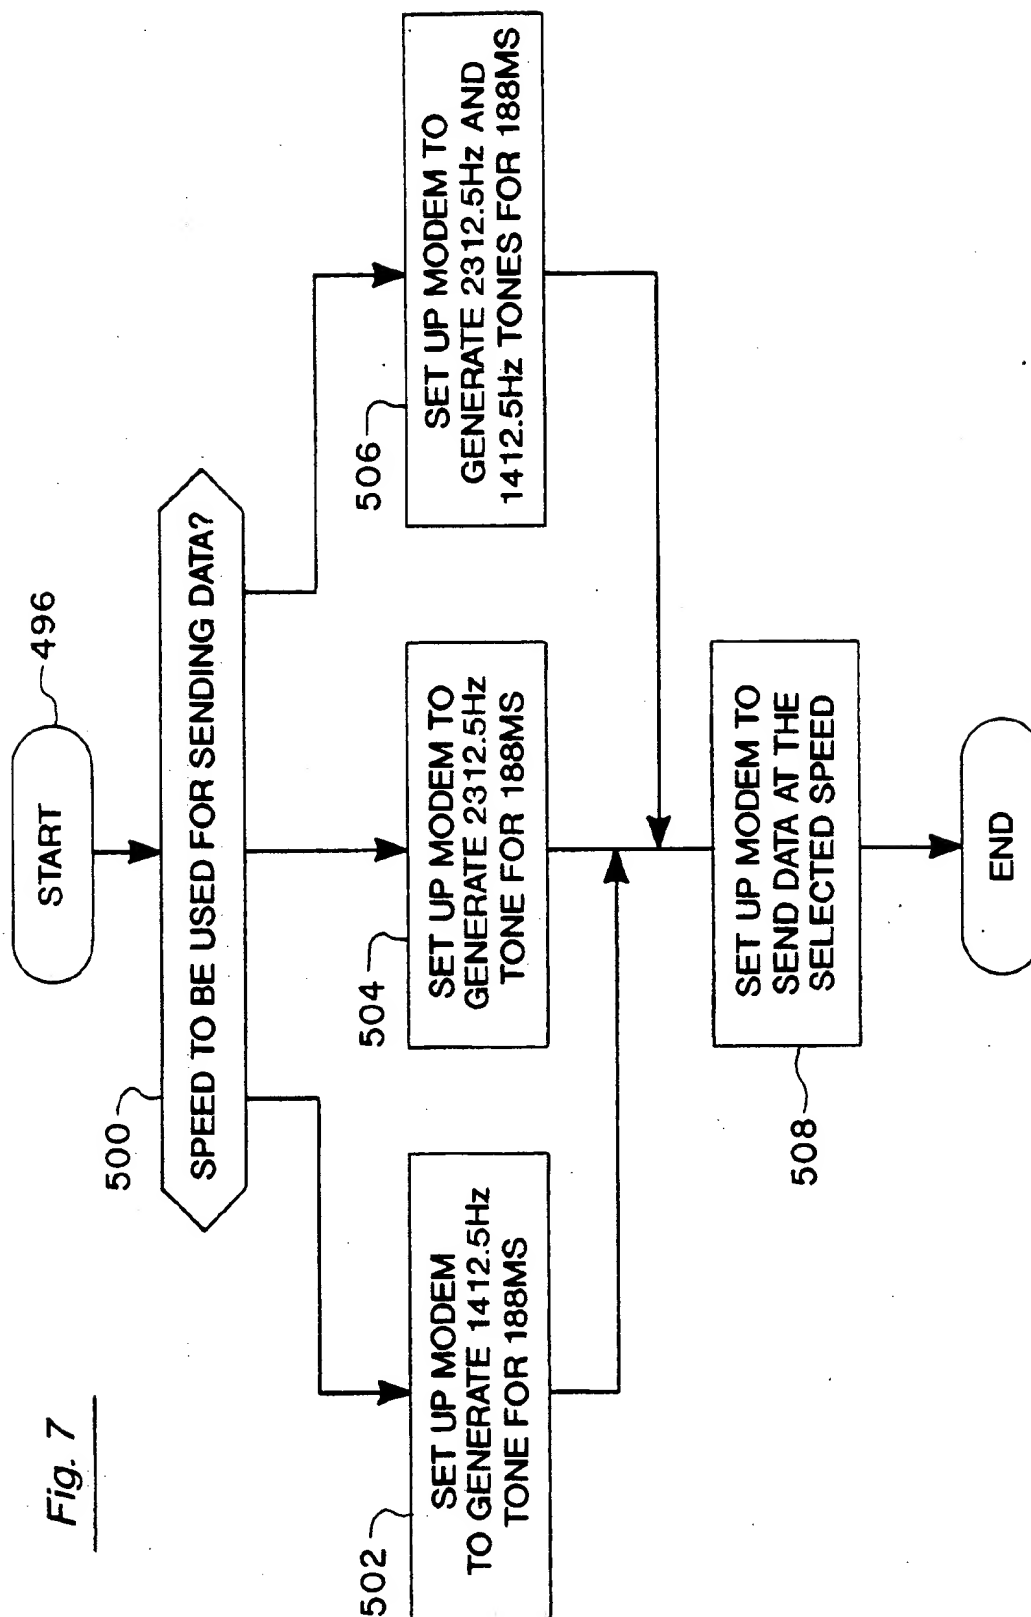 Fig. 7
START
496
500
SPEED TO BE USED FOR SENDING DATA?
502
SET UP MODEM
TO GENERATE 1412.5Hz
TONE FOR 188MS
504
SET UP MODEM TO
GENERATE 2312.5Hz
TONE FOR 188MS
506
SET UP MODEM TO
GENERATE 2312.5Hz AND
1412.5Hz TONES FOR 188MS
508
SET UP MODEM TO
SEND DATA AT THE
SELECTED SPEED
END